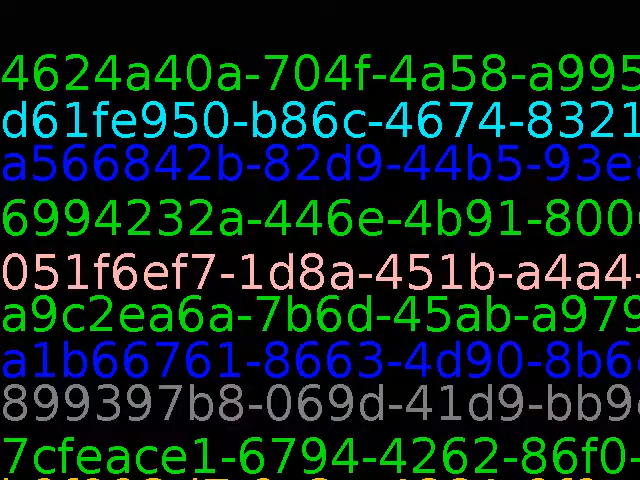 4624a40a-704f-4a58-a995
d61fe950-b86c-4674-8321
a566842b-82d9-44b5-93ea
6994232a-446e-4b91-800
051f6ef7-1d8a-451b-a4a4-
a9c2ea6a-7b6d-45ab-a979
a1b66761-8663-4d90-8b6
899397b8-069d-41d9-bb9
7cfeace1-6794-4262-86f0-